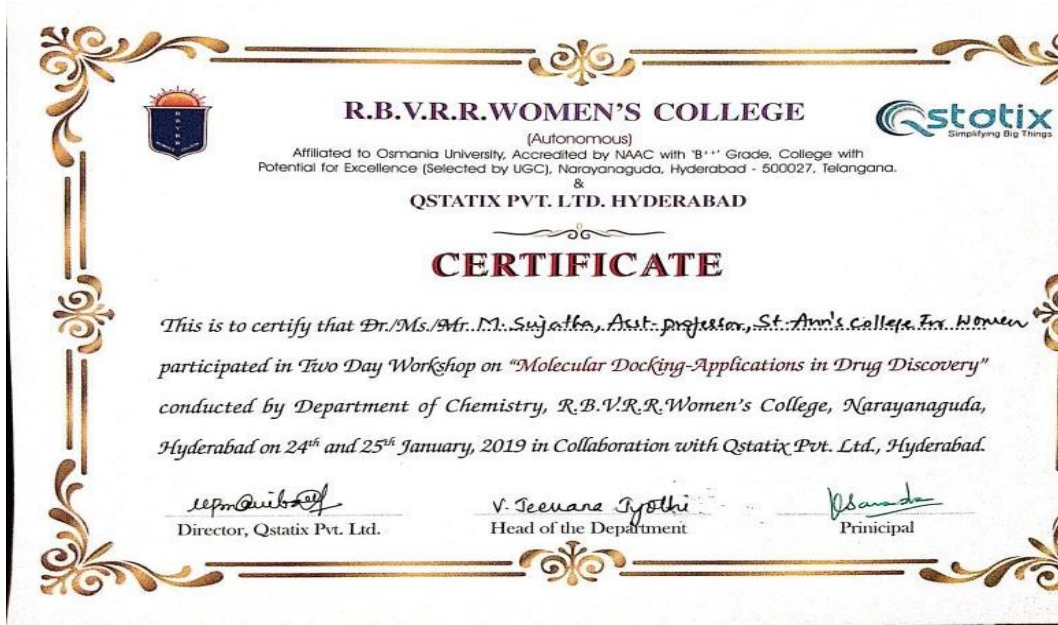 R.B.V.R.R.WOMEN'S COLLEGE
Qstatix
Simplifying Big Things
(Autonomous)
Affiliated to Osmania University, Accredited by NAAC with 'B++' Grade, College with
Potential for Excellence (Selected by UGC), Narayanaguda, Hyderabad - 500027, Telangana.
&
QSTATIX PVT. LTD. HYDERABAD
CERTIFICATE
This is to certify that Dr./Ms./Mr. M. Sujatha, Asst. professor, St. Ann's College For Women
participated in Two Day Workshop on "Molecular Docking-Applications in Drug Discovery"
conducted by Department of Chemistry, R.B.V.R.R.Women's College, Narayanaguda,
Hyderabad on 24th and 25th January, 2019 in Collaboration with Qstatix Pvt. Ltd., Hyderabad.
V. Jeevana Jyothi
Director, Qstatix Pvt. Ltd.
Head of the Department
Prinicipal